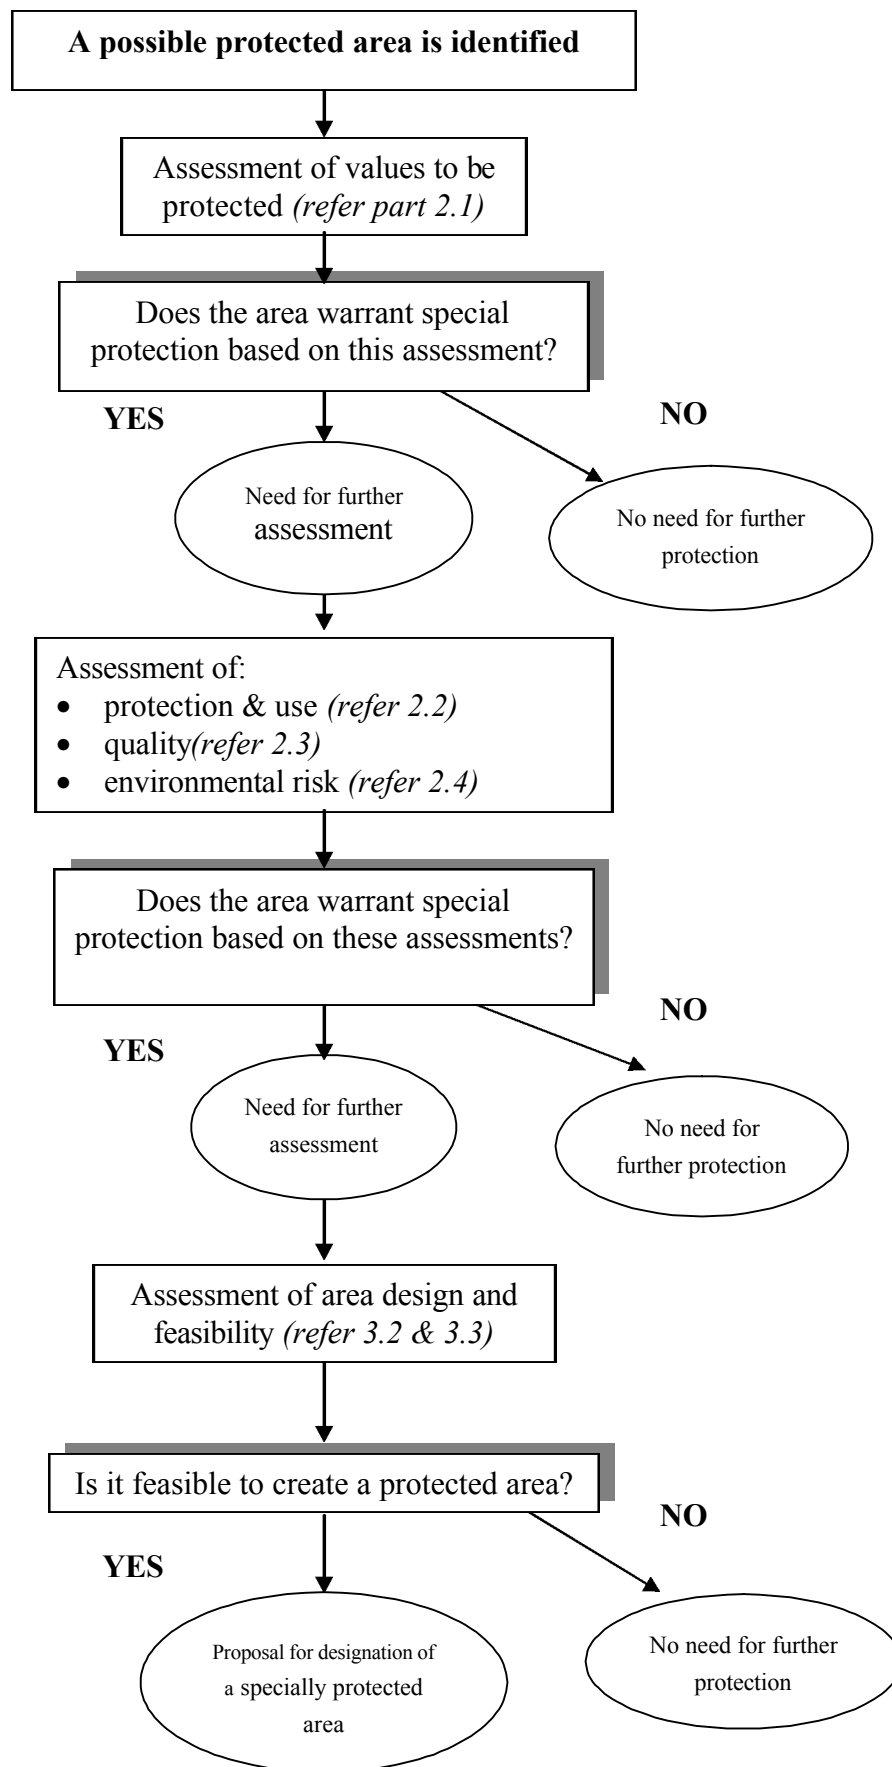 A possible protected area is identified
Assessment of values to be
protected (refer part 2.1)
Does the area warrant special
protection based on this assessment?
YES
NO
Need for further
assessment
No need for further
protection
Assessment of:
• protection & use (refer 2.2)
• quality(refer 2.3)
• environmental risk (refer 2.4)
Does the area warrant special
protection based on these assessments?
YES
NO
Need for further
assessment
No need for
further protection
Assessment of area design and
feasibility (refer 3.2 & 3.3)
Is it feasible to create a protected area?
YES
NO
Proposal for designation of
a specially protected
area
No need for further
protection